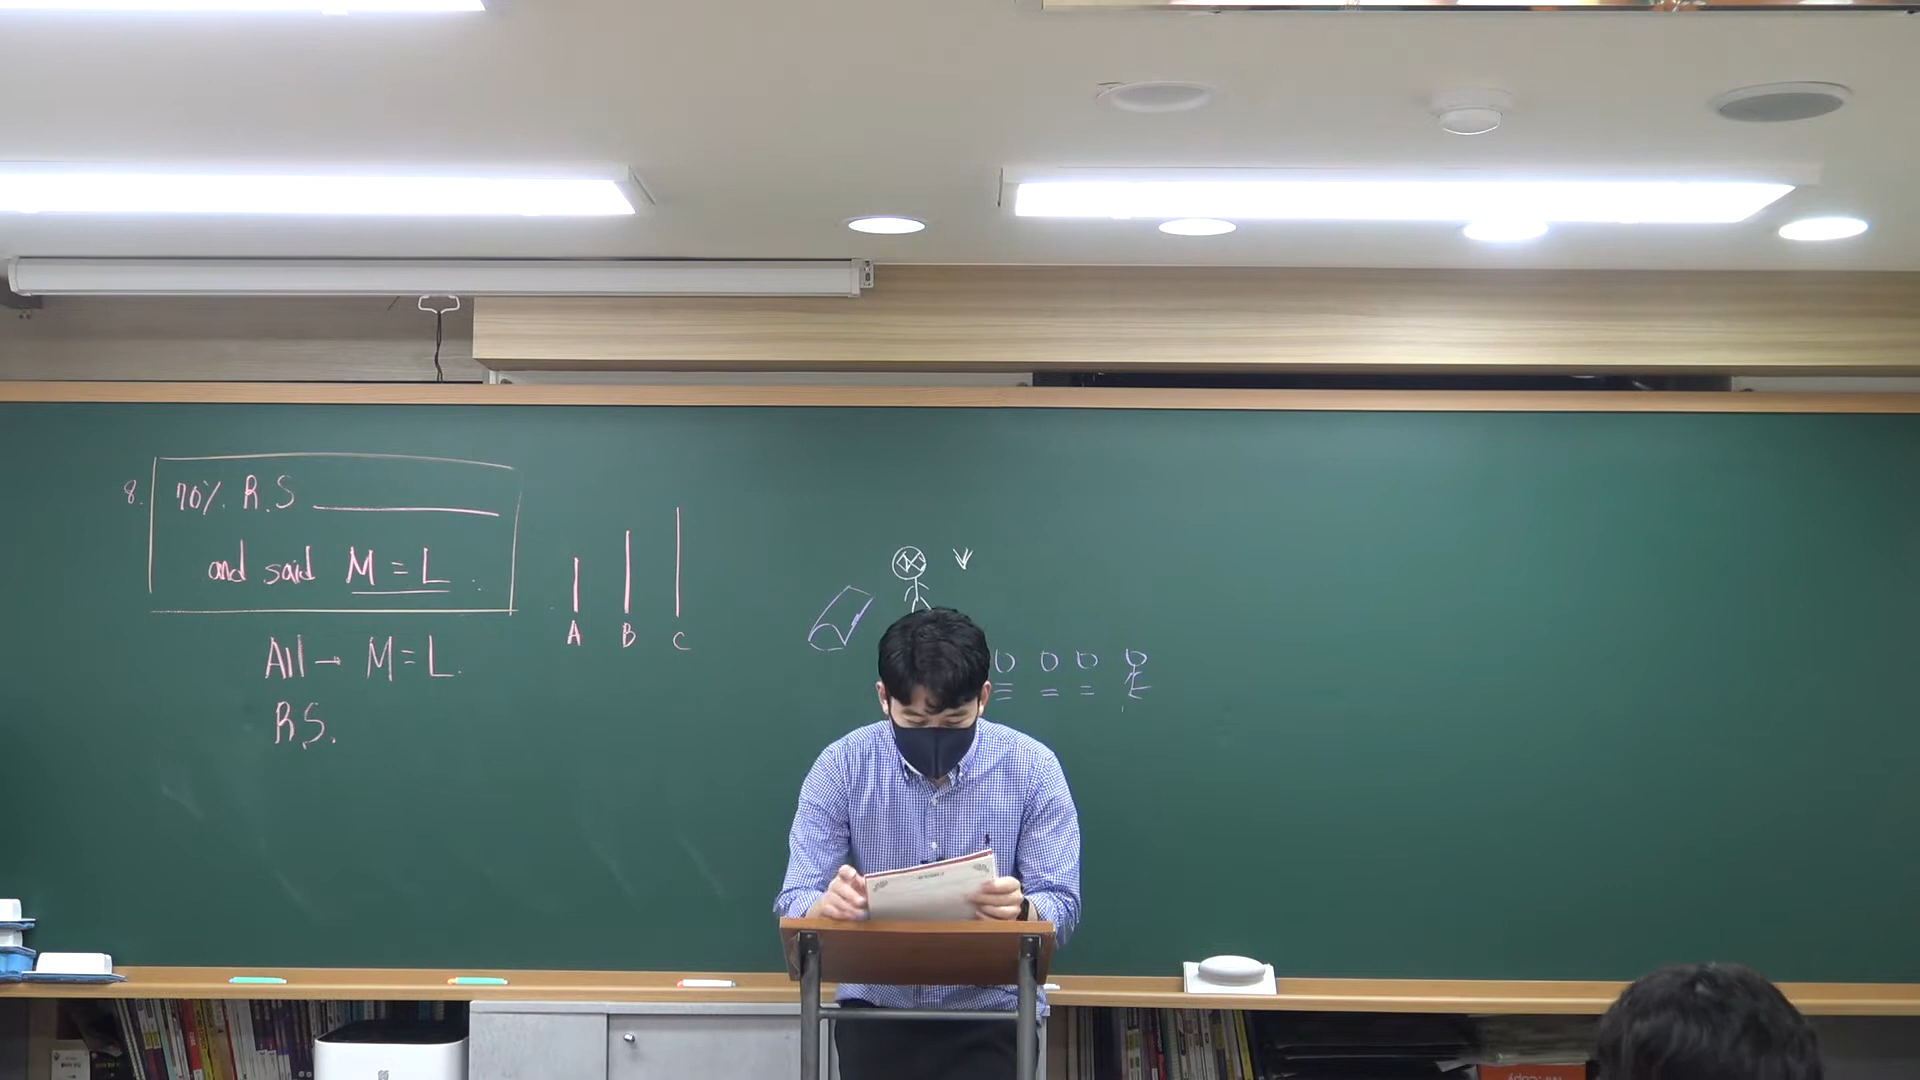 8.
70% R.S
and said M = L.
All → M = L.
R.S.
A B C